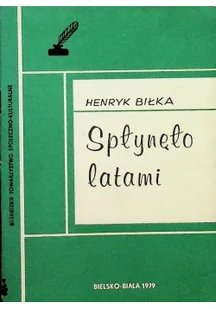 HENRYK BIŁKA
Spłynęło
latami
BIELSKO-BIAŁA 1979
BESKIDZKIE TOWARZYSTWO SPOŁECZNO-KULTURALNE